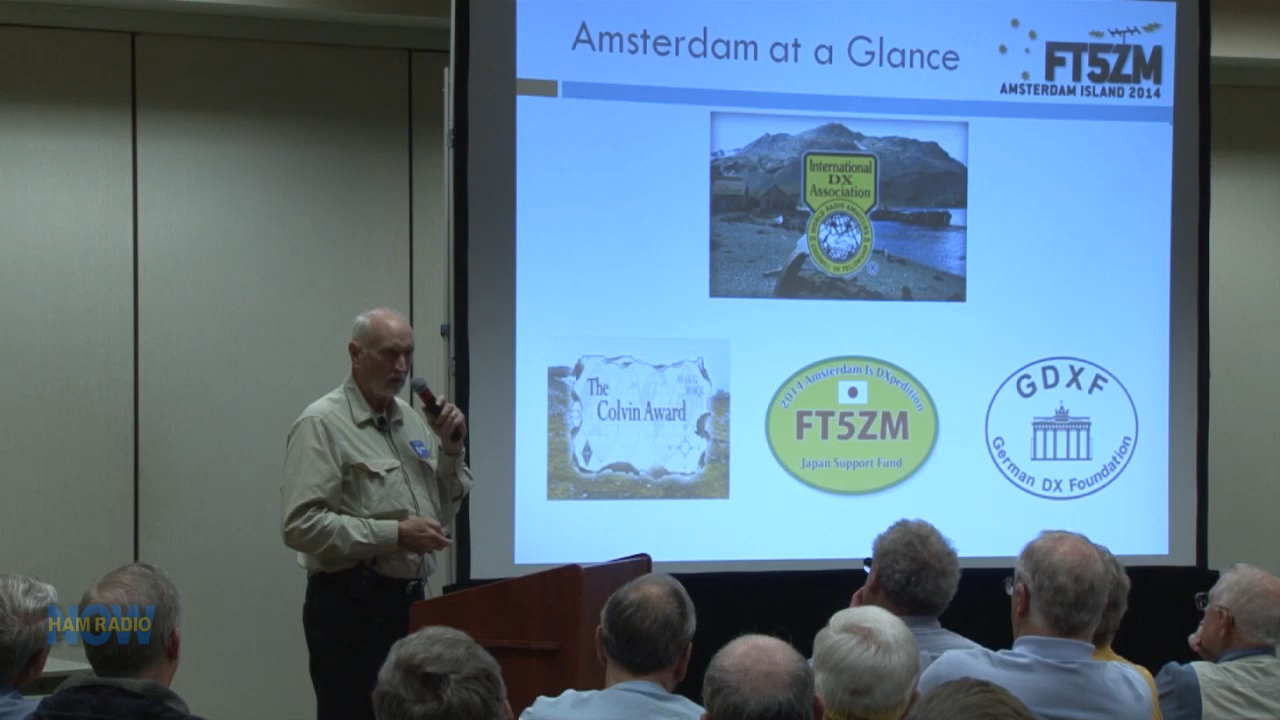 Amsterdam at a Glance
FT5ZM
AMSTERDAM ISLAND 2014
International
DX
Association
The
Colvin Award
2014 Amsterdam Is DXpedition
FT5ZM
Japan Support Fund
GDXF
German DX Foundation
HAM RADIO
NOW